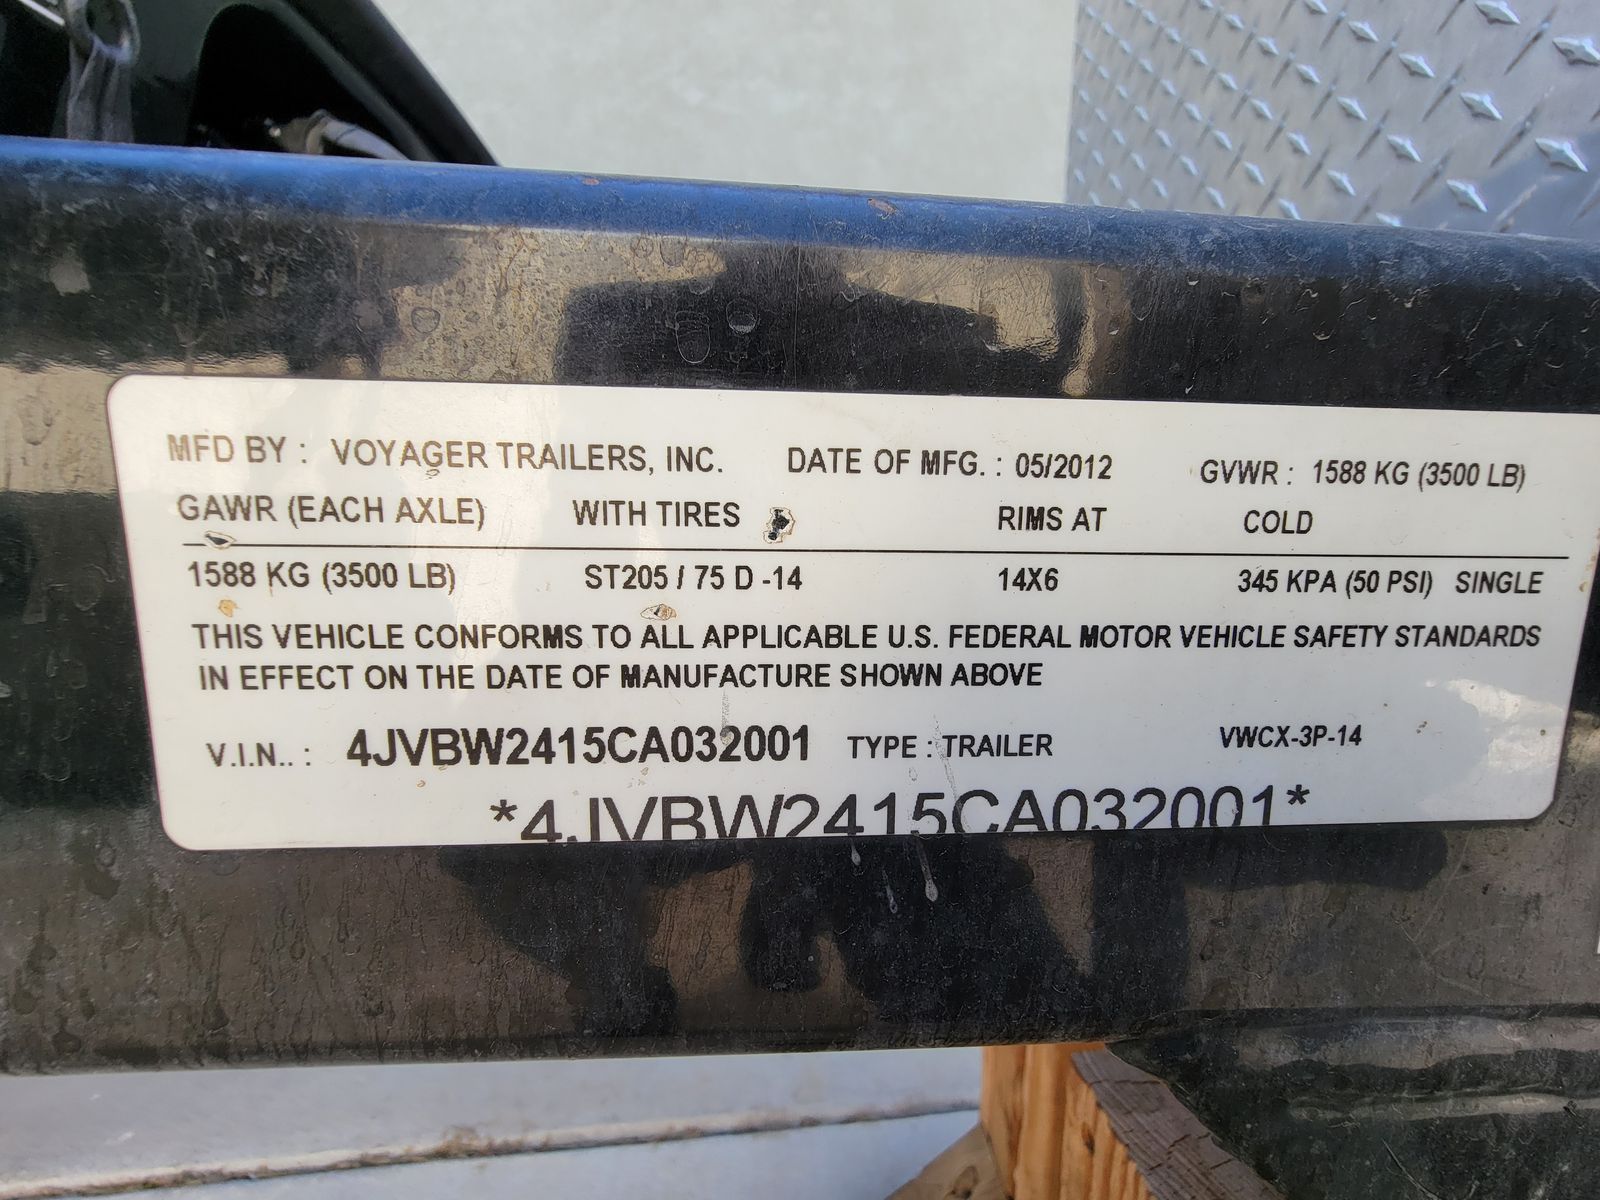 MFD BY : VOYAGER TRAILERS, INC. DATE OF MFG. : 05/2012 GVWR : 1588 KG (3500 LB)
GAWR (EACH AXLE) WITH TIRES RIMS AT COLD
1588 KG (3500 LB) ST205 / 75 D -14 14X6 345 KPA (50 PSI) SINGLE
THIS VEHICLE CONFORMS TO ALL APPLICABLE U.S. FEDERAL MOTOR VEHICLE SAFETY STANDARDS
IN EFFECT ON THE DATE OF MANUFACTURE SHOWN ABOVE
V.I.N.. : 4JVBW2415CA032001 TYPE : TRAILER VWCX-3P-14
*4JVBW2415CA032001*